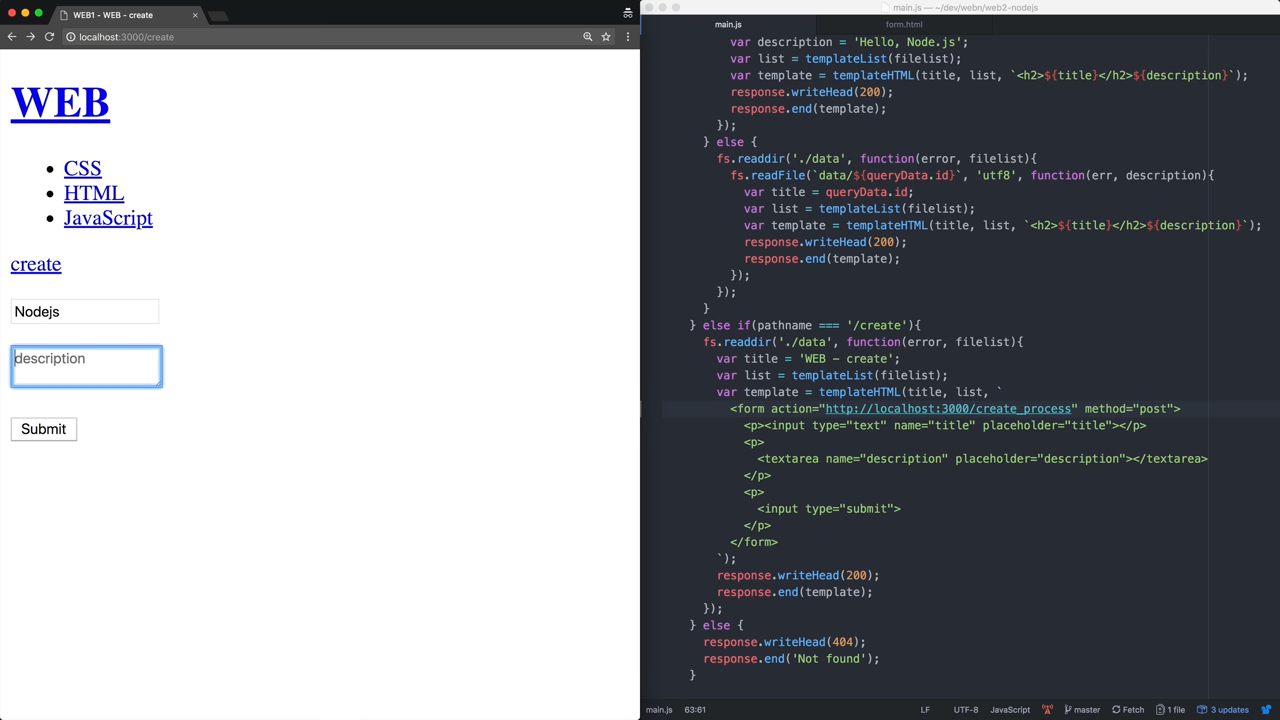 WEB1 - WEB - create
localhost:3000/create
WEB
CSS
HTML
JavaScript
create
Nodejs
description
Submit
main.js — ~/dev/webn/web2-nodejs
main.js
form.html
var description = 'Hello, Node.js';
var list = templateList(filelist);
var template = templateHTML(title, list, `<h2>${title}</h2>${description}`);
response.writeHead(200);
response.end(template);
});
} else {
fs.readdir('./data', function(error, filelist){
fs.readFile(`data/${queryData.id}`, 'utf8', function(err, description){
var title = queryData.id;
var list = templateList(filelist);
var template = templateHTML(title, list, `<h2>${title}</h2>${description}`);
response.writeHead(200);
response.end(template);
});
});
}
} else if(pathname === '/create'){
fs.readdir('./data', function(error, filelist){
var title = 'WEB - create';
var list = templateList(filelist);
var template = templateHTML(title, list, `
<form action="http://localhost:3000/create_process" method="post">
<p><input type="text" name="title" placeholder="title"></p>
<p>
<textarea name="description" placeholder="description"></textarea>
</p>
<p>
<input type="submit">
</p>
</form>
`);
response.writeHead(200);
response.end(template);
});
} else {
response.writeHead(404);
response.end('Not found');
}
main.js 63:61 LF UTF-8 JavaScript master Fetch 1 file 3 updates